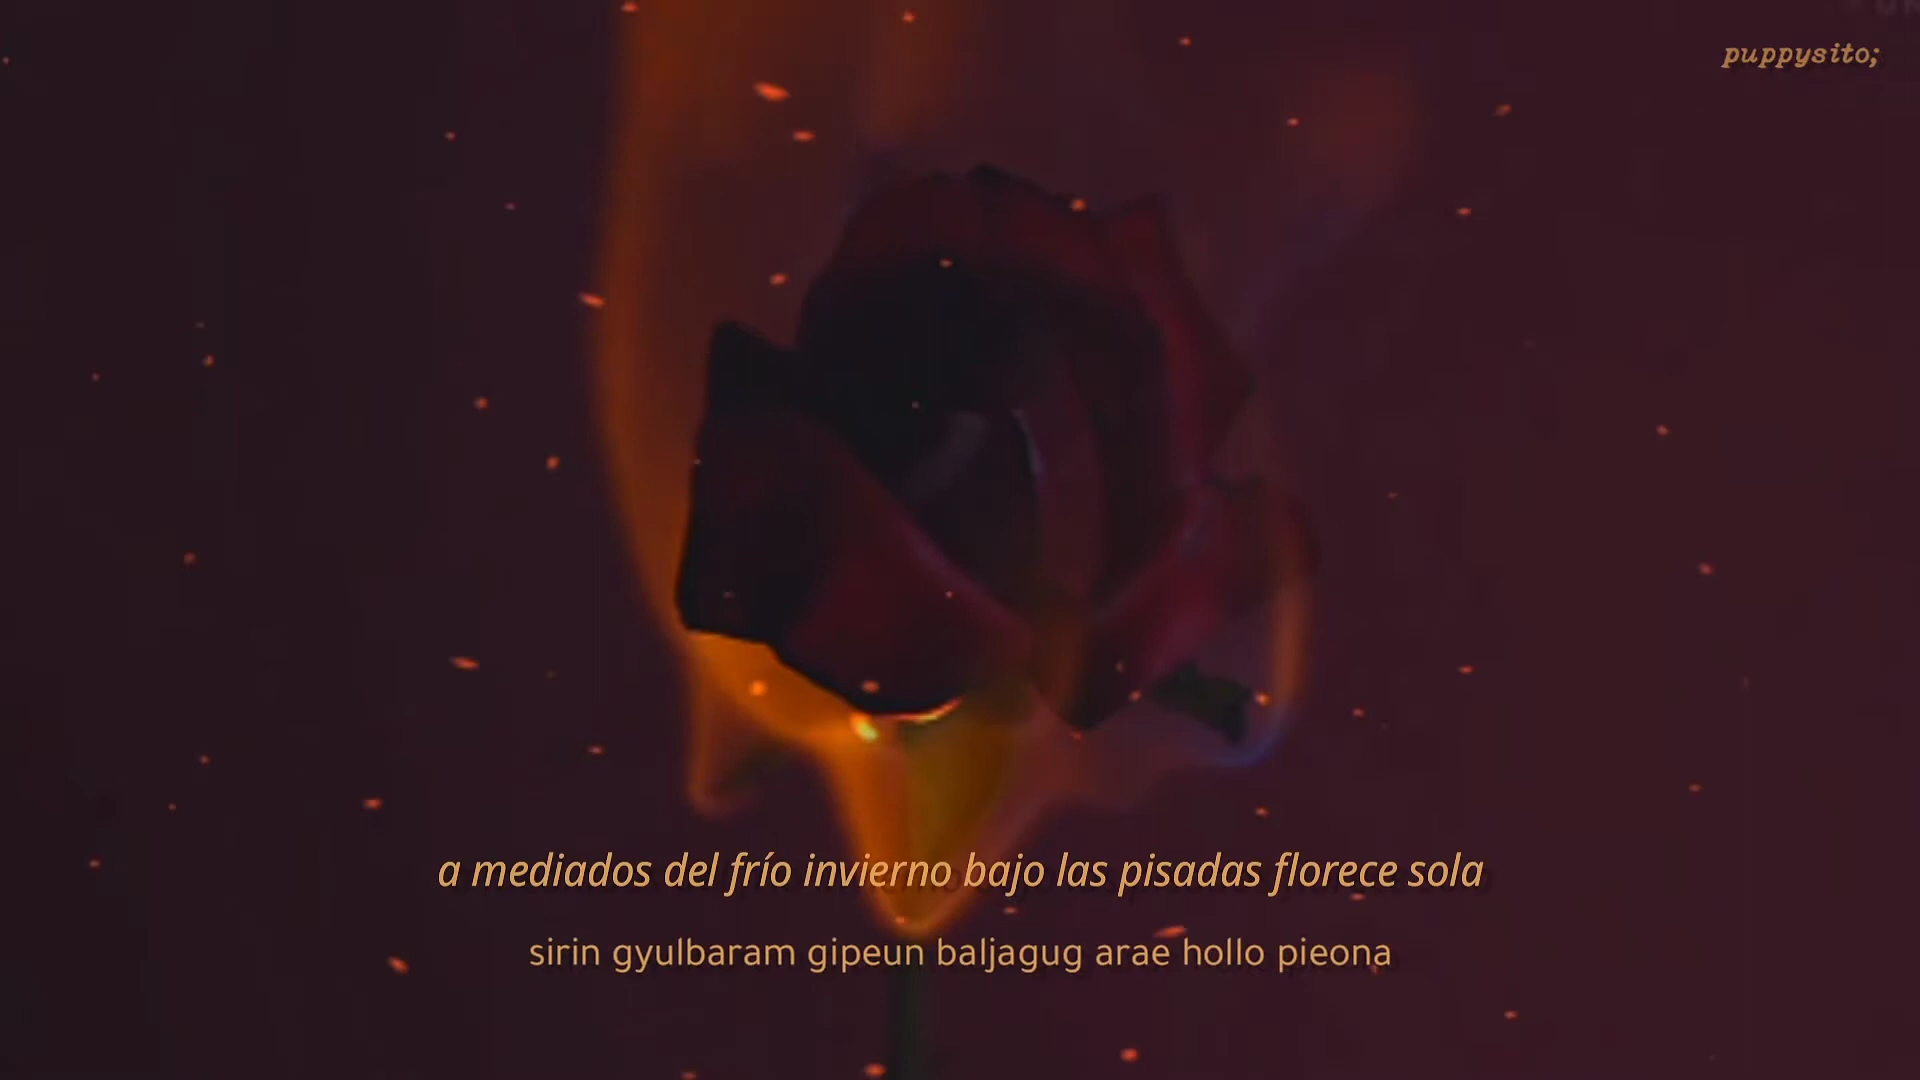 puppysito;
a mediados del frío invierno bajo las pisadas florece sola
sirin gyulbaram gipeun baljagug arae hollo pieona